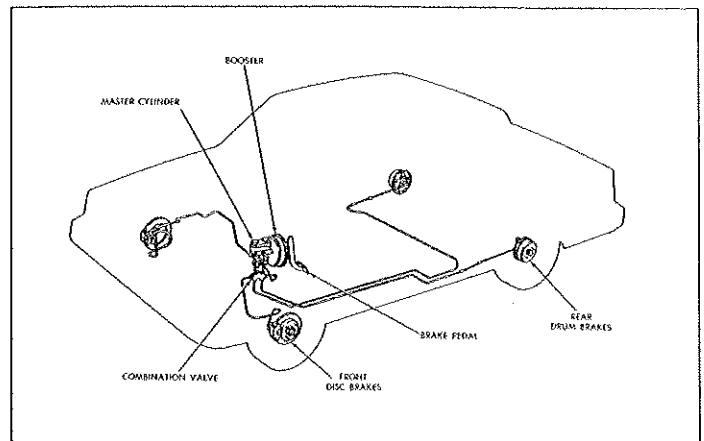 BOOSTER
MASTER CYLINDER
REAR
DRUM BRAKES
BRAKE PEDAL
FRONT
DISC BRAKES
COMBINATION VALVE